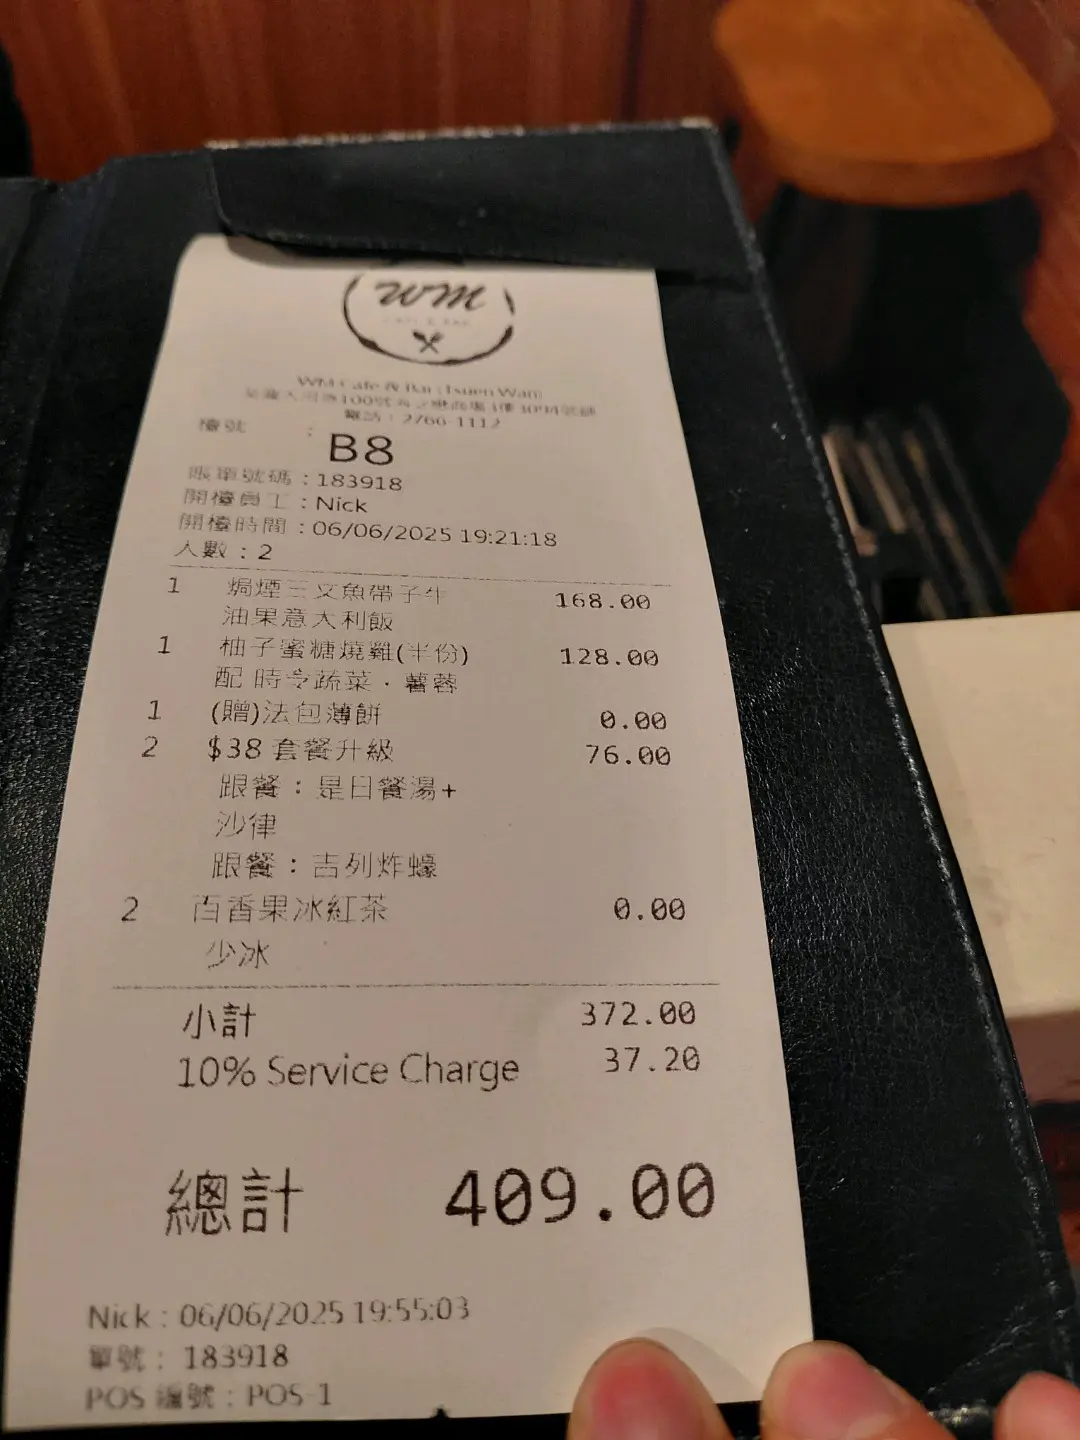 WM
WM Cafe & Bar (Tsuen Wan)
電話：2766-1112
檯號 :
B8
賬單號碼：183918
開檯員工：Nick
開檯時間：06/06/2025 19:21:18
人數：2
1 焗煙三文魚帶子牛 168.00
油果意大利飯
1 柚子蜜糖燒雞(半份) 128.00
配 時令蔬菜．薯蓉
1 (贈)法包薄餅 0.00
2 $38 套餐升級 76.00
跟餐：是日餐湯+
沙律
跟餐：吉列炸蠔
2 百香果冰紅茶 0.00
少冰
小計 372.00
10% Service Charge 37.20
總計 409.00
Nick : 06/06/2025 19:55:03
單號：183918
POS 編號：POS-1